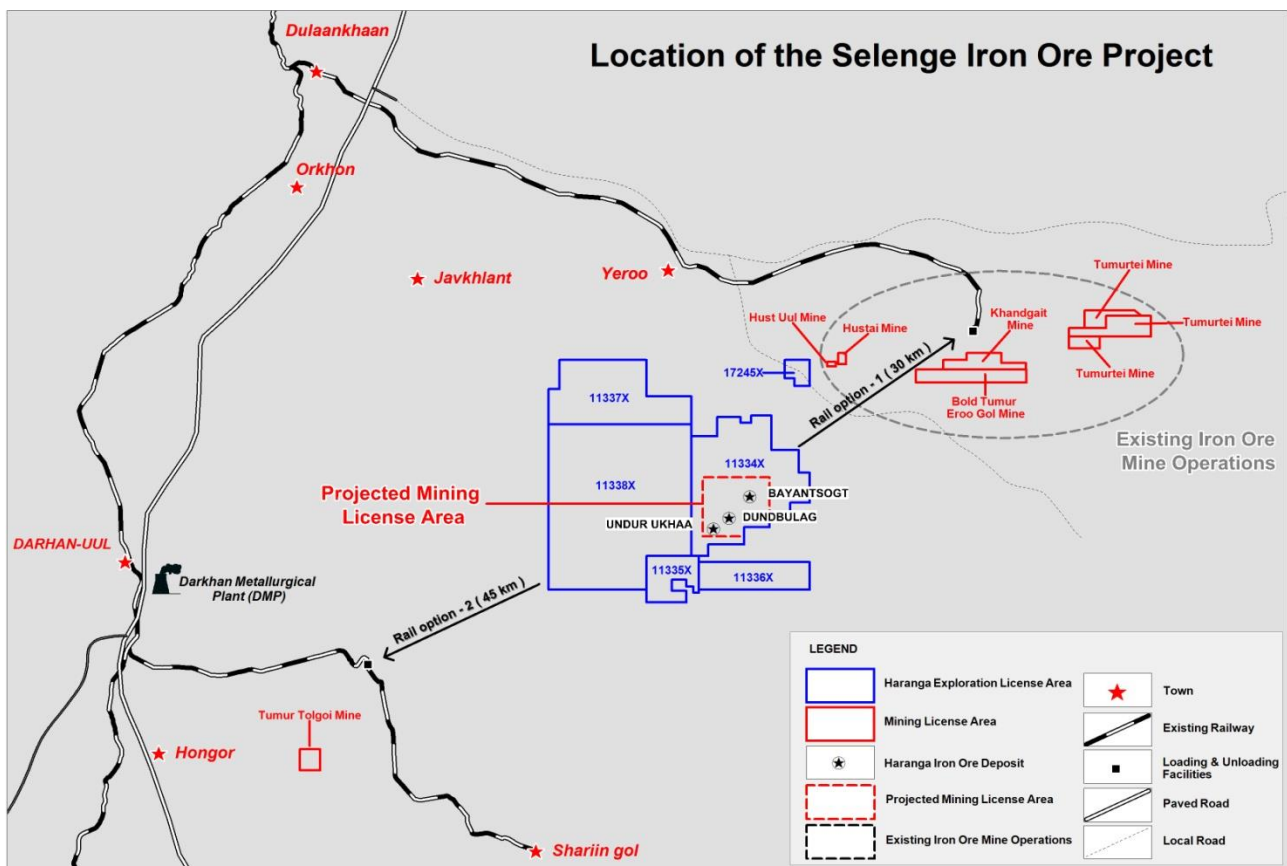 Dulaankhaan
Location of the Selenge Iron Ore Project
Orkhon
Javkhlant
Yeroo
Tumurtei Mine
Hust Uul Mine
Hustai Mine
Khandgait
Mine
Tumurtei Mine
Tumurtei Mine
17245X
Rail option - 1 ( 30 km )
Bold Tumur
Eroo Gol Mine
Existing Iron Ore
Mine Operations
11337X
11334X
11338X
Projected Mining
License Area
BAYANTSOGT
DUNDBULAG
UNDUR UKHAA
DARHAN-UUL
Darkhan Metallurgical
Plant (DMP)
11335X
11336X
Rail option - 2 ( 45 km )
Tumur Tolgoi Mine
Hongor
Shariin gol
LEGEND
Haranga Exploration License Area
Mining License Area
Haranga Iron Ore Deposit
Projected Mining License Area
Existing Iron Ore Mine Operations
Town
Existing Railway
Loading & Unloading
Facilities
Paved Road
Local Road